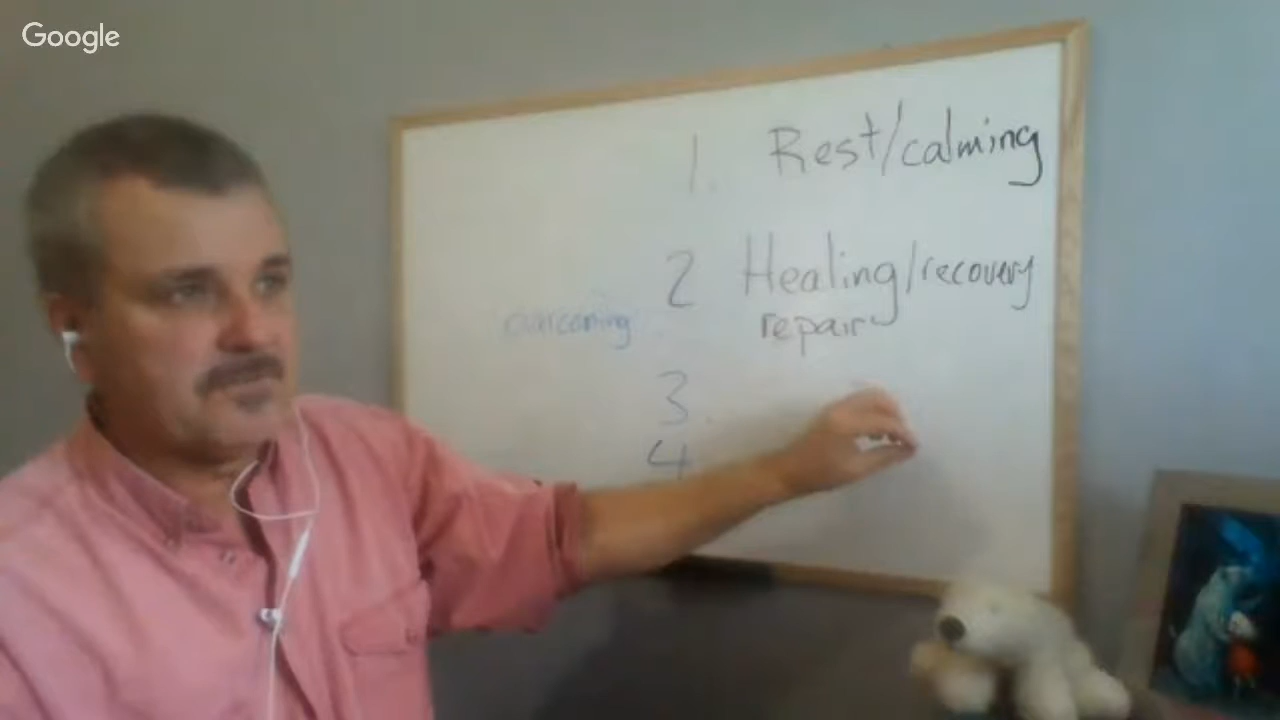 Google
1. Rest/calming
2 Healing/recovery
repair
overcoming
3.
4